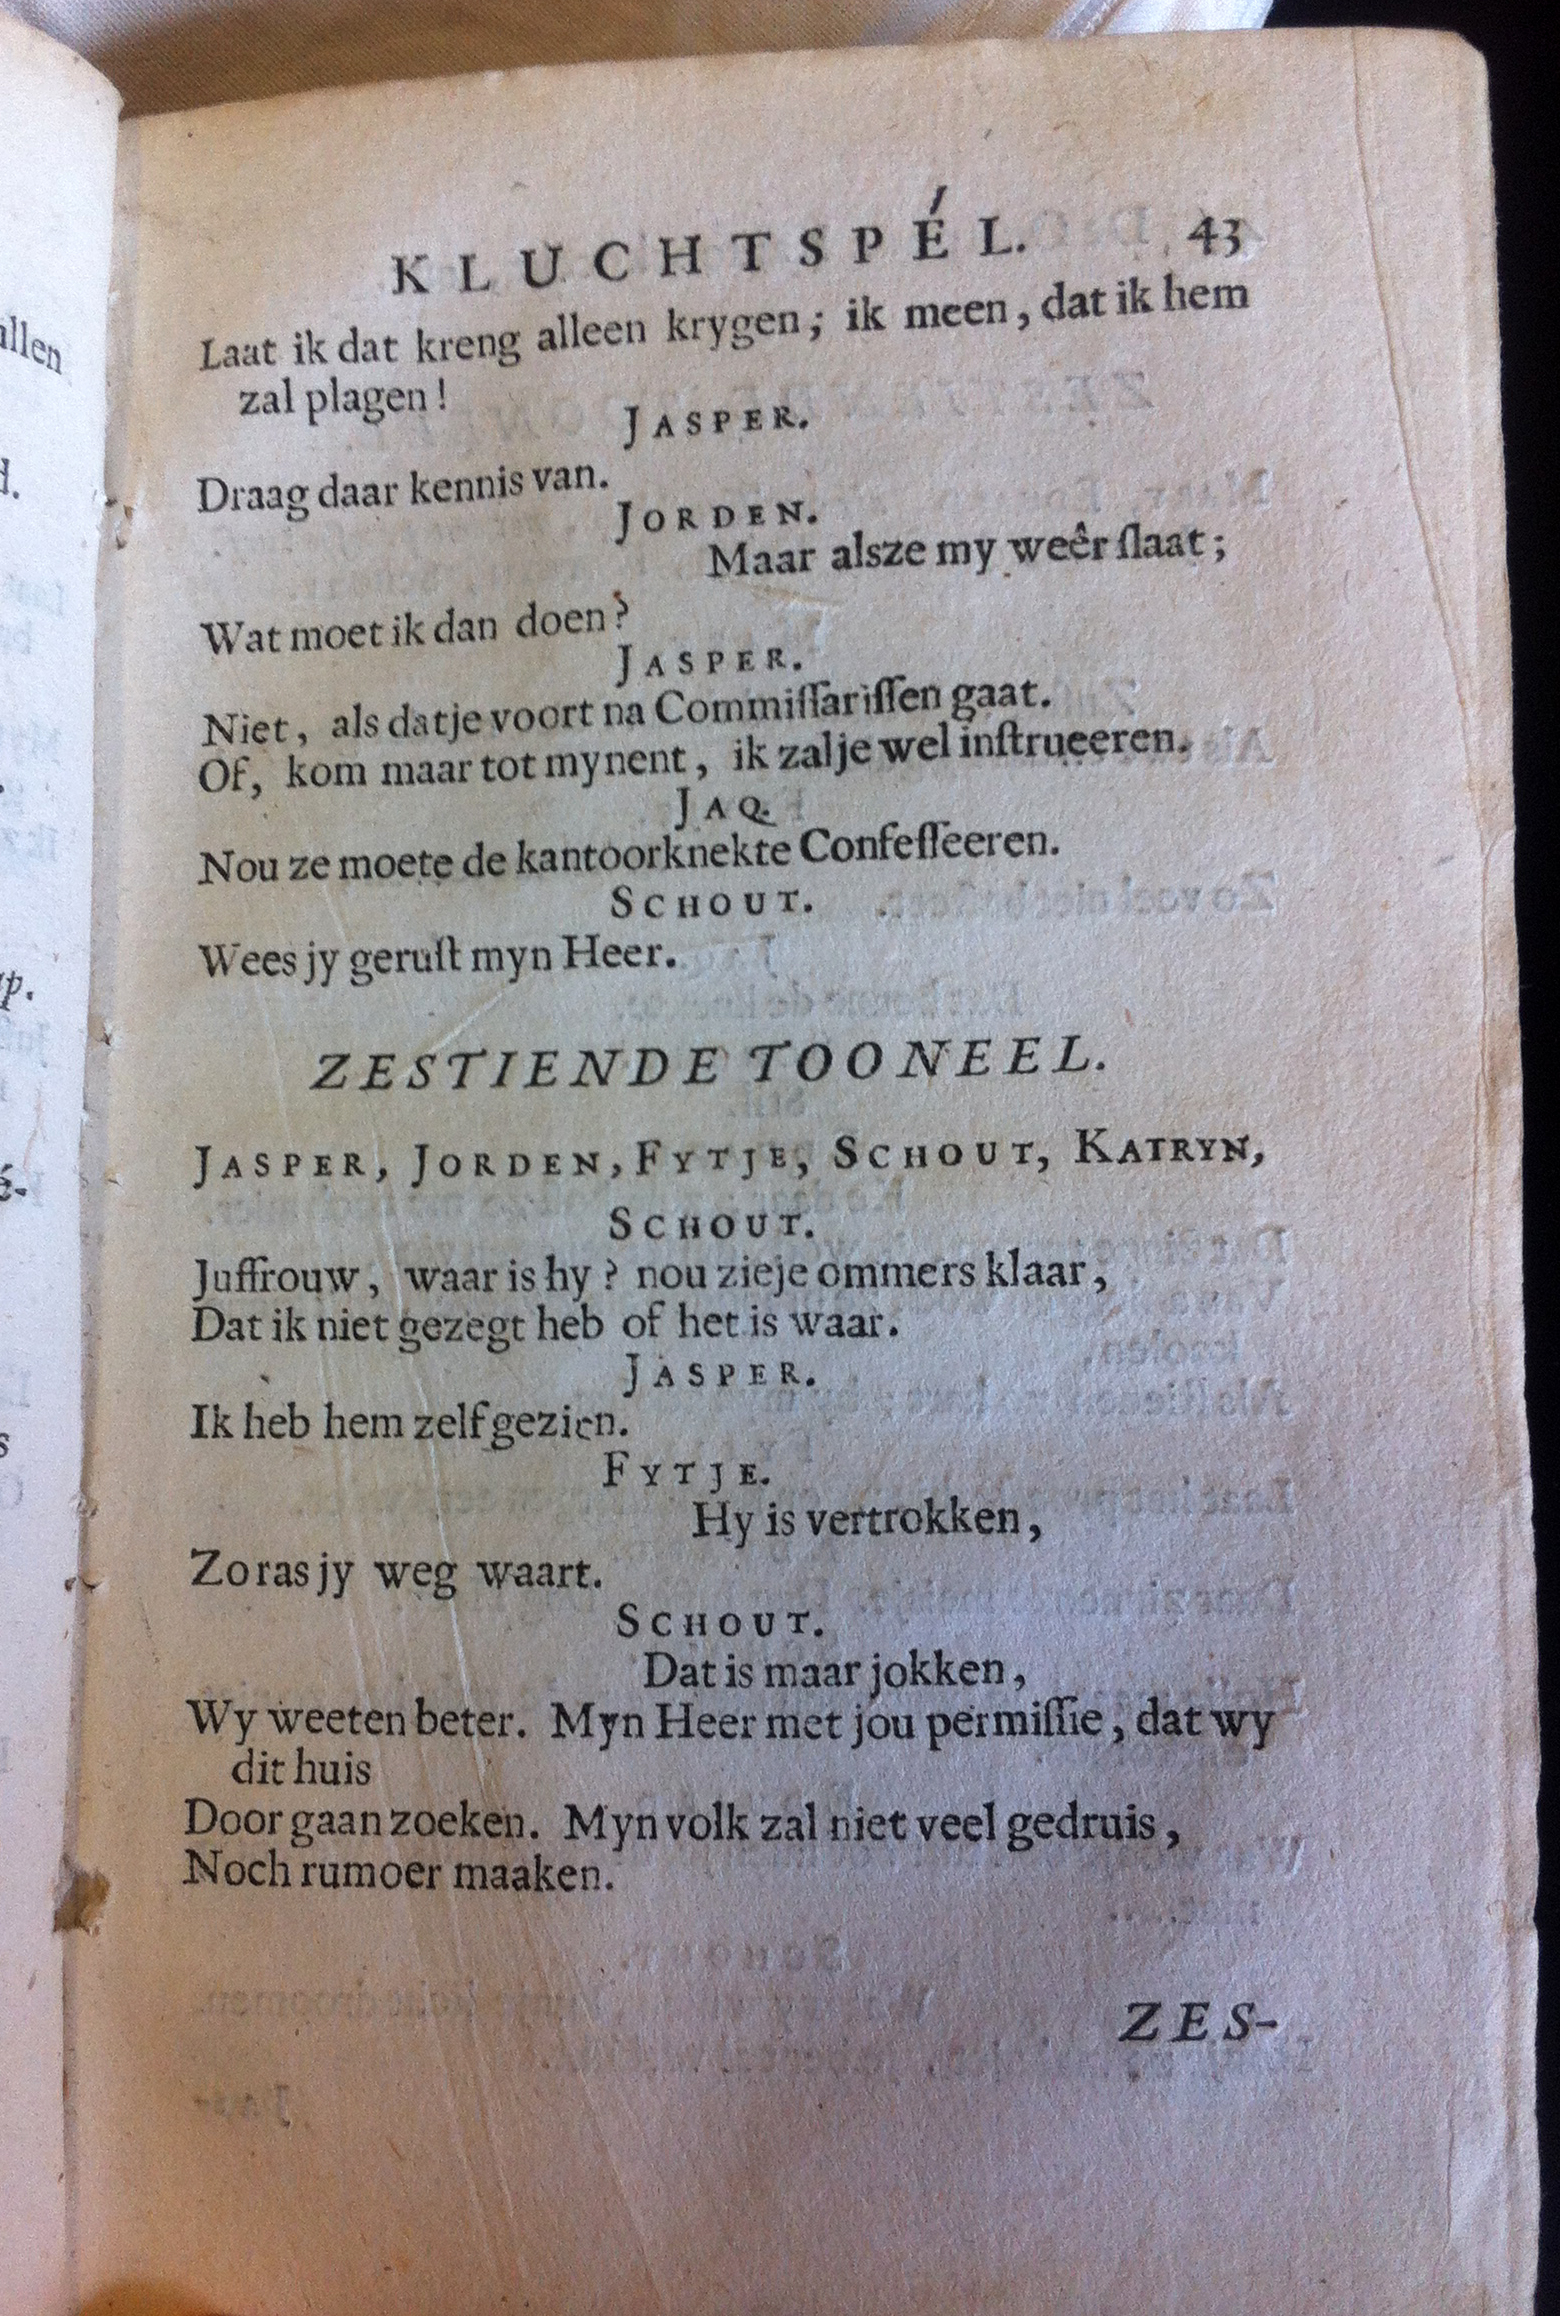 KLUCHTSPÉL. 43
Laat ik dat kreng alleen krygen; ik meen, dat ik hem
zal plagen!
JASPER.
Draag daar kennis van.
JORDEN.
Maar alsze my weêr ſlaat;
Wat moet ik dan doen?
JASPER.
Niet, als datje voort na Commiſſariſſen gaat.
Of, kom maar tot mynent, ik zalje wel inſtrueeren.
JAQ.
Nou ze moete de kantoorknekte Confeſſeeren.
SCHOUT.
Wees jy geruſt myn Heer.
ZESTIENDE TOONEEL.
JASPER, JORDEN, FYTJE, SCHOUT, KATRYN,
SCHOUT.
Juffrouw, waar is hy? nou zieje ommers klaar,
Dat ik niet gezegt heb of het is waar.
JASPER.
Ik heb hem zelf gezien.
FYTJE.
Hy is vertrokken,
Zo ras jy weg waart.
SCHOUT.
Dat is maar jokken,
Wy weeten beter. Myn Heer met jou permiſſie, dat wy
dit huis
Door gaan zoeken. Myn volk zal niet veel gedruis,
Noch rumoer maaken.
ZES-
ullen
d.
p.
é-
s